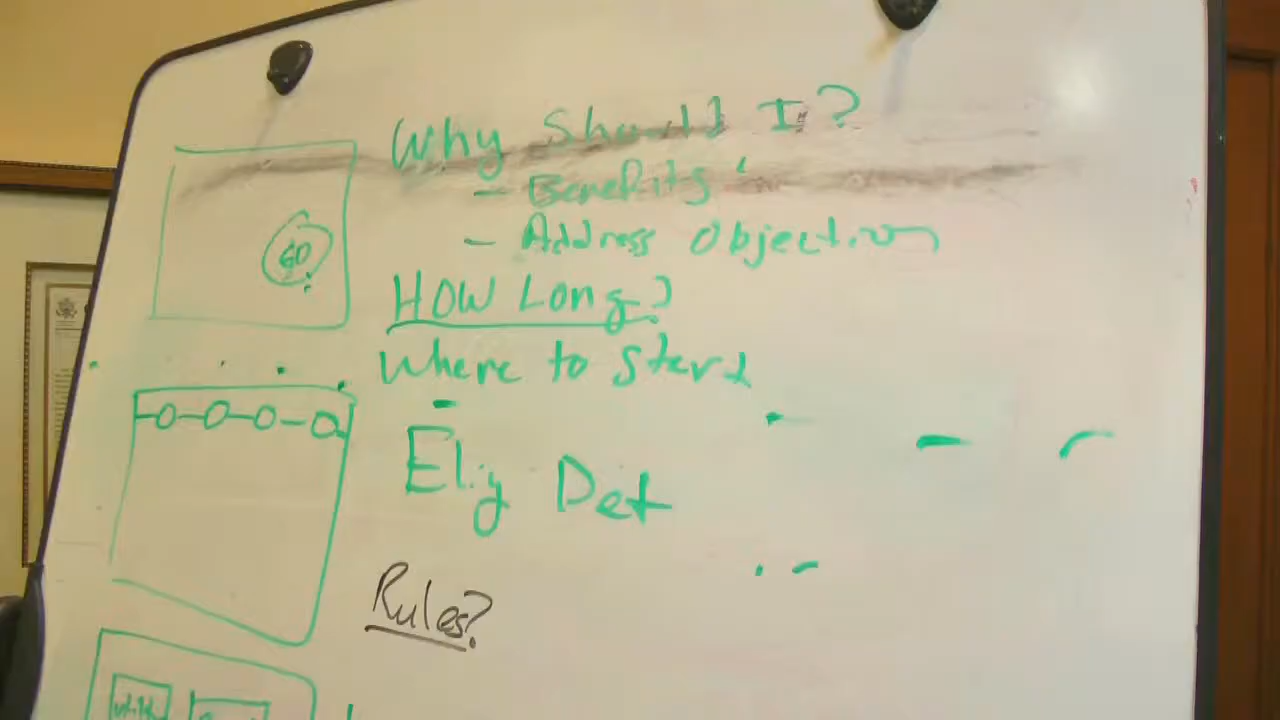 Why Should I?
- Benefits
- Address Objection
GO
HOW Long?
Where to Start
Elig Det
Rules?